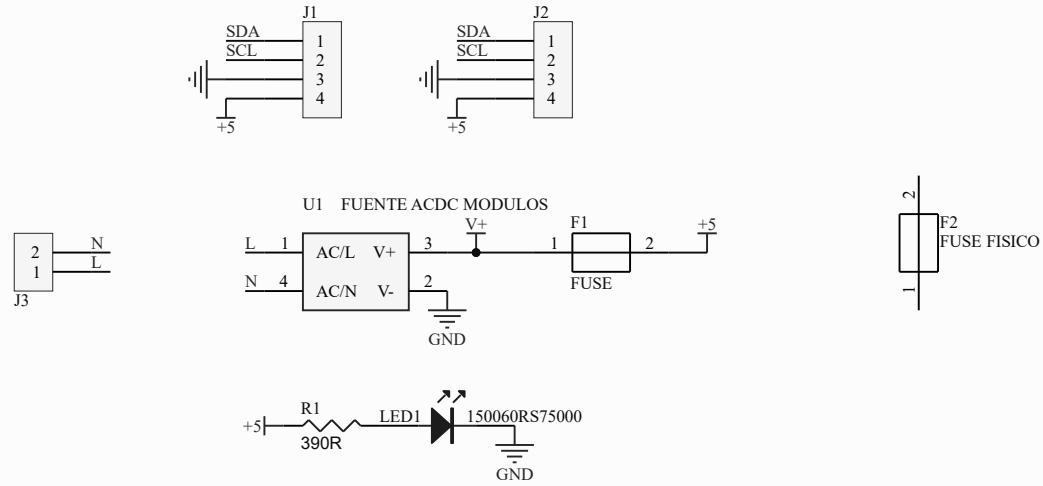 J1
SDA 1
SCL 2
3
4
+5
J2
SDA 1
SCL 2
3
4
+5
U1 FUENTE ACDC MODULOS
L 1 AC/L V+ 3
N 4 AC/N V- 2
V+
GND
F1
1 2
FUSE
+5
2 N
1 L
J3
2
F2
FUSE FISICO
1
+5
R1
390R
LED1
150060RS75000
GND